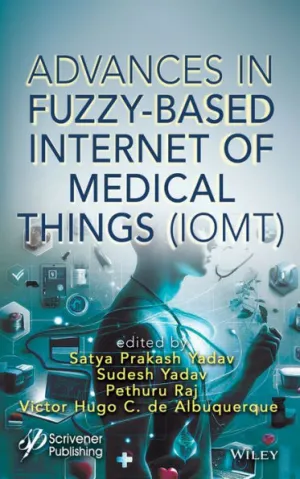 ADVANCES IN
FUZZY-BASED
INTERNET OF
MEDICAL
THINGS (IOMT)
edited by
Satya Prakash Yadav
Sudesh Yadav
Pethuru Raj
Victor Hugo C. de Albuquerque
Scrivener
Publishing
WILEY